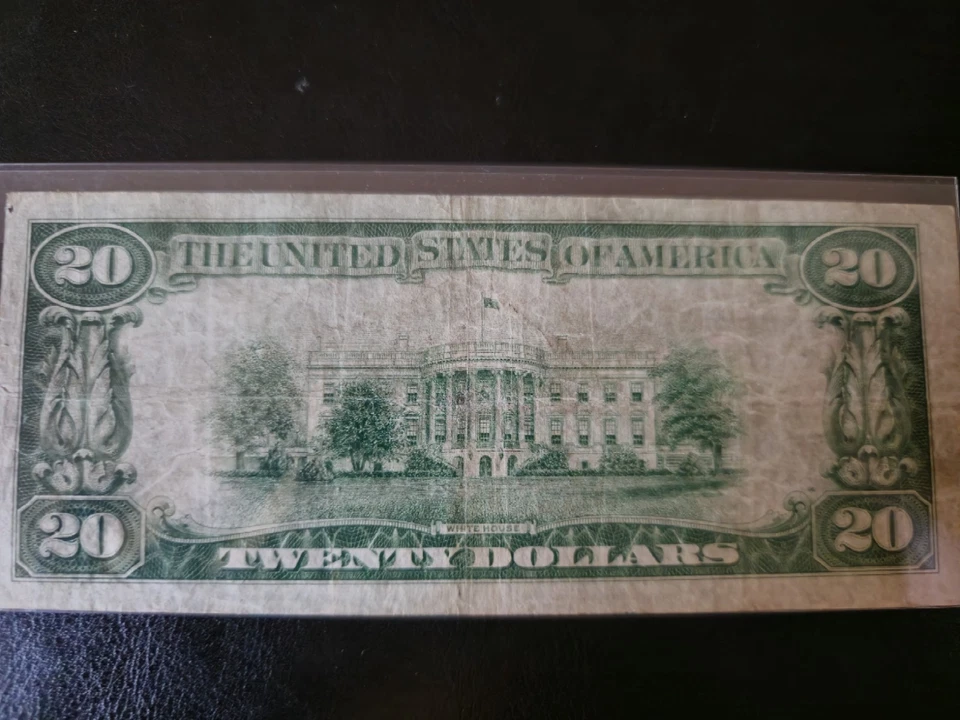 20 THE UNITED STATES OF AMERICA 20
WHITE HOUSE
20 TWENTY DOLLARS 20